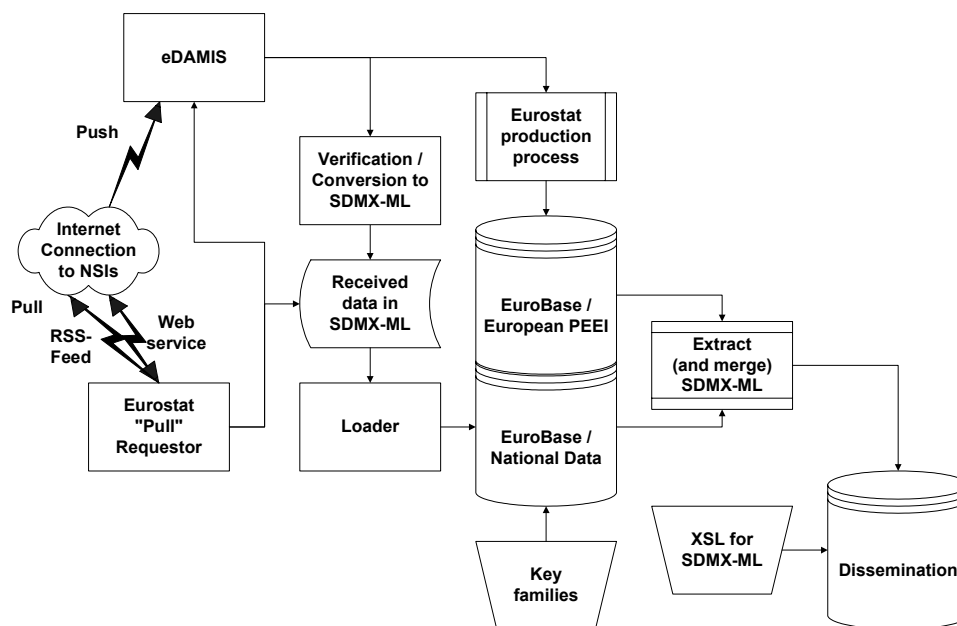 eDAMIS
Push
Eurostat
production
process
Verification /
Conversion to
SDMX-ML
Internet
Connection
to NSIs
Received
data in
SDMX-ML
EuroBase /
European PEEI
Pull
RSS-
Feed
Web
service
Extract
(and merge)
SDMX-ML
Eurostat
"Pull"
Requestor
Loader
EuroBase /
National Data
Key
families
XSL for
SDMX-ML
Dissemination